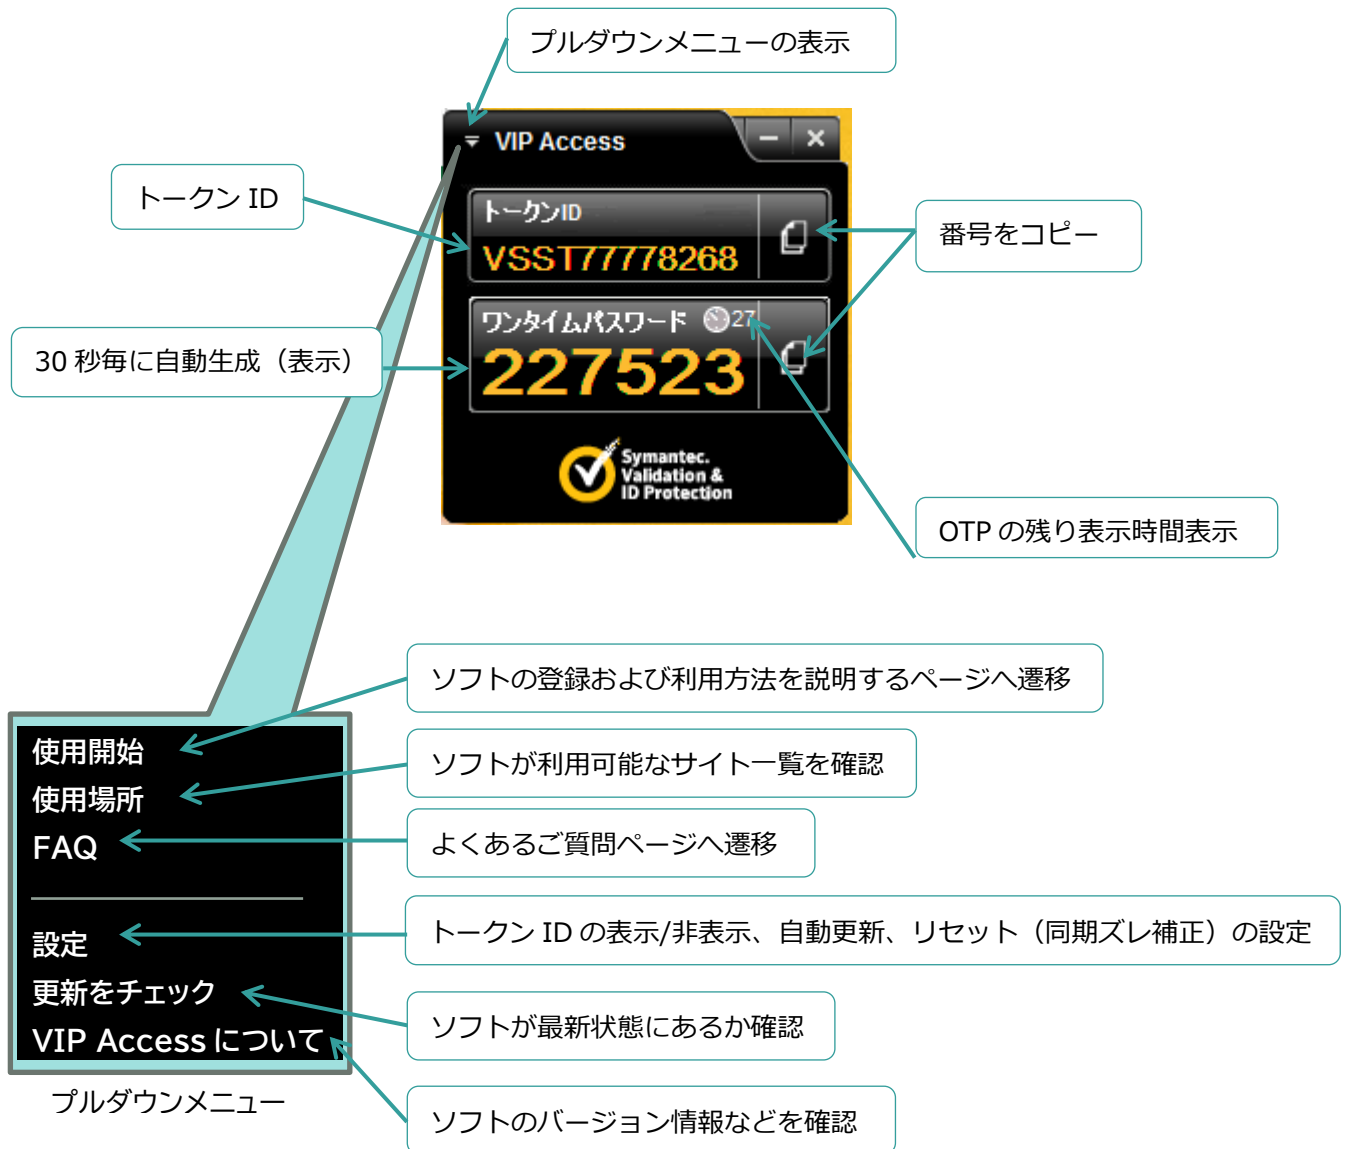 プルダウンメニューの表示
VIP Access
トークン ID
トークンID
VSST77778268
番号をコピー
ワンタイムパスワード 27
30 秒毎に自動生成（表示）
227523
Symantec.
Validation &
ID Protection
OTP の残り表示時間表示
ソフトの登録および利用方法を説明するページへ遷移
使用開始
ソフトが利用可能なサイト一覧を確認
使用場所
よくあるご質問ページへ遷移
FAQ
トークン ID の表示/非表示、自動更新、リセット（同期ズレ補正）の設定
設定
更新をチェック
ソフトが最新状態にあるか確認
VIP Access について
プルダウンメニュー
ソフトのバージョン情報などを確認